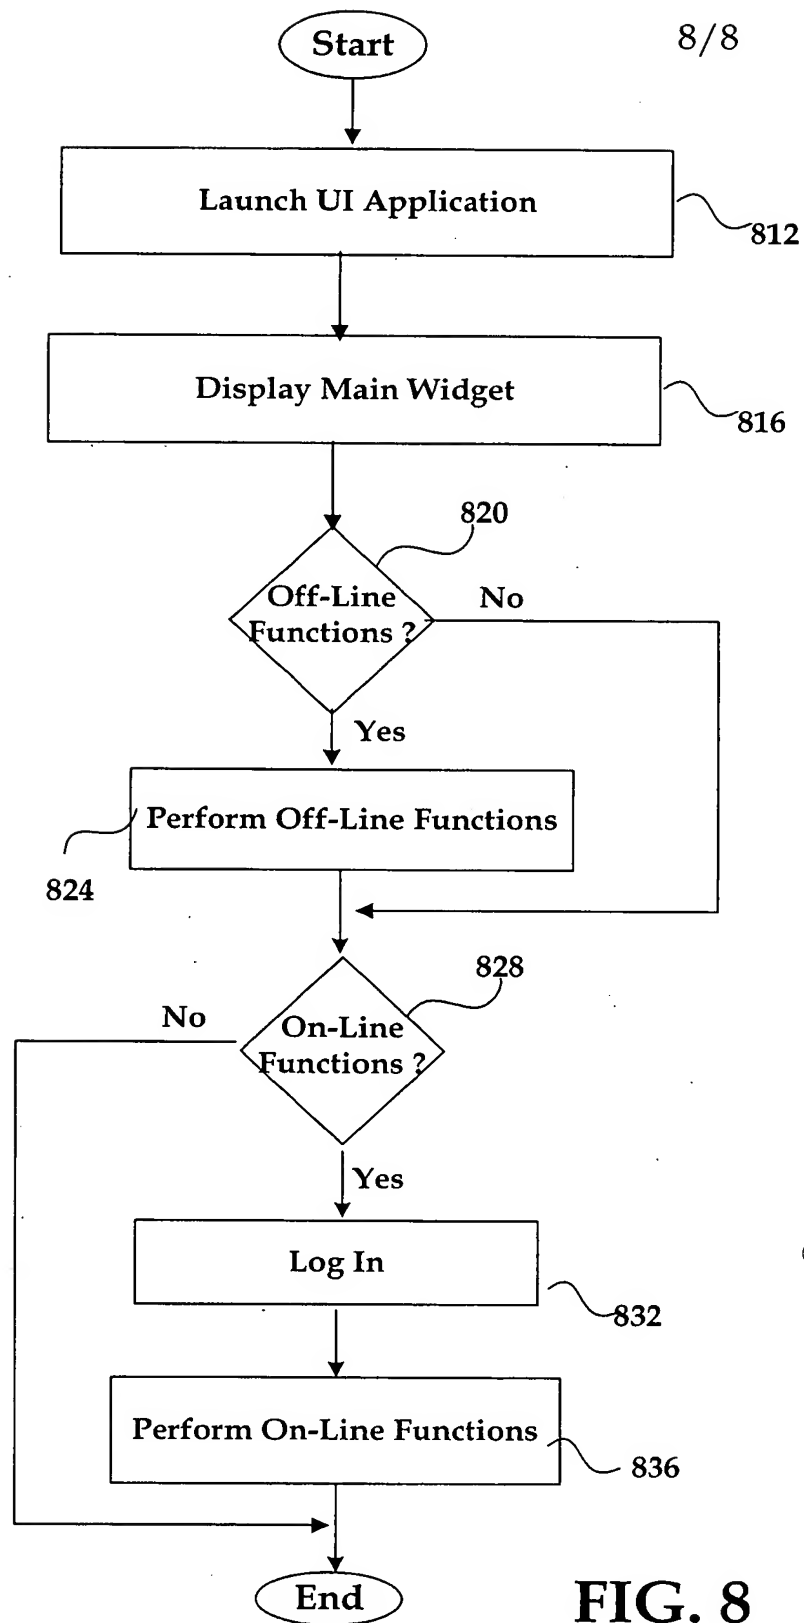 Start
8/8
Launch UI Application
812
Display Main Widget
816
820
Off-Line
Functions ?
No
Yes
Perform Off-Line Functions
824
828
No
On-Line
Functions ?
Yes
Log In
832
Perform On-Line Functions
836
End
FIG. 8